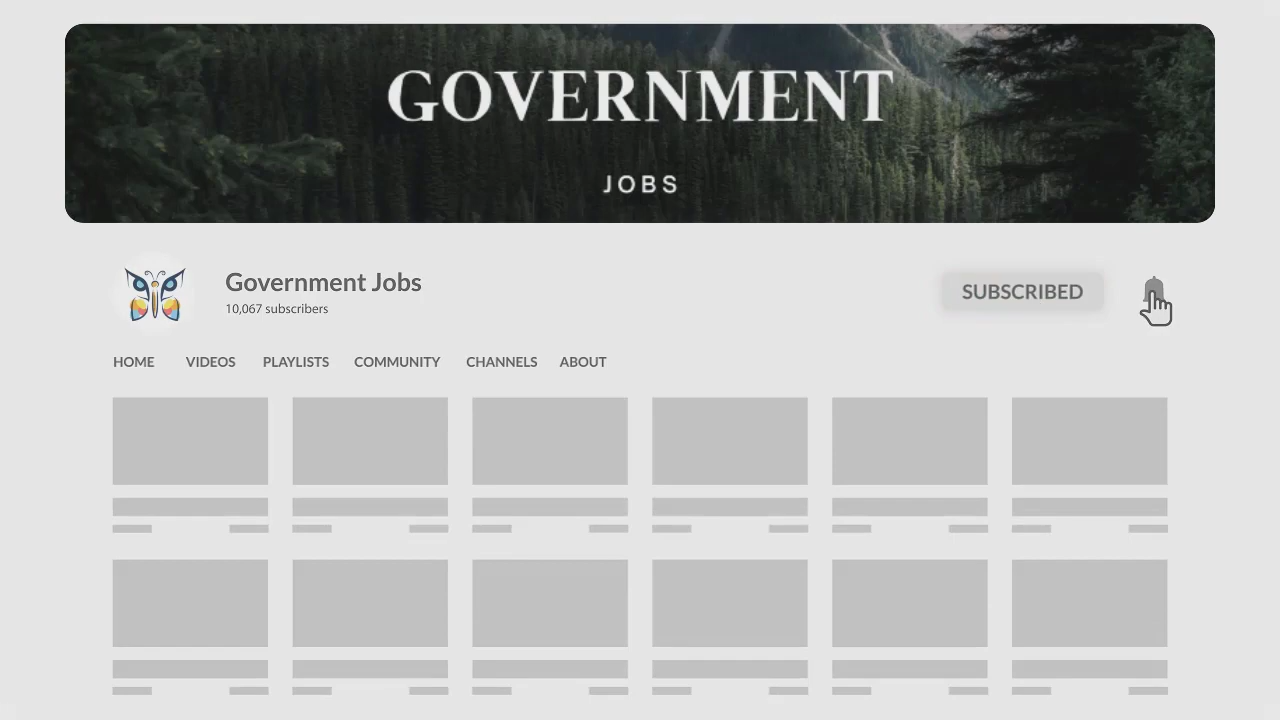 GOVERNMENT
JOBS
Government Jobs
10,067 subscribers
SUBSCRIBED
HOME VIDEOS PLAYLISTS COMMUNITY CHANNELS ABOUT